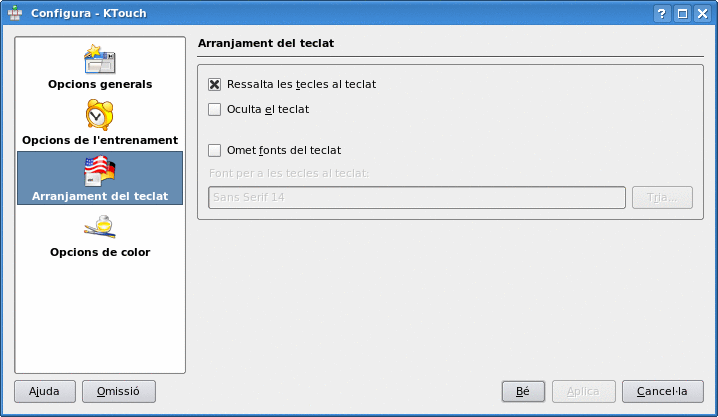 Configura - KTouch
Opcions generals
Opcions de l'entrenament
Arranjament del teclat
Opcions de color
Arranjament del teclat
Ressalta les tecles al teclat
Oculta el teclat
Omet fonts del teclat
Font per a les tecles al teclat:
Sans Serif 14
Tria...
Ajuda
Omissió
Bé
Aplica
Cancel·la